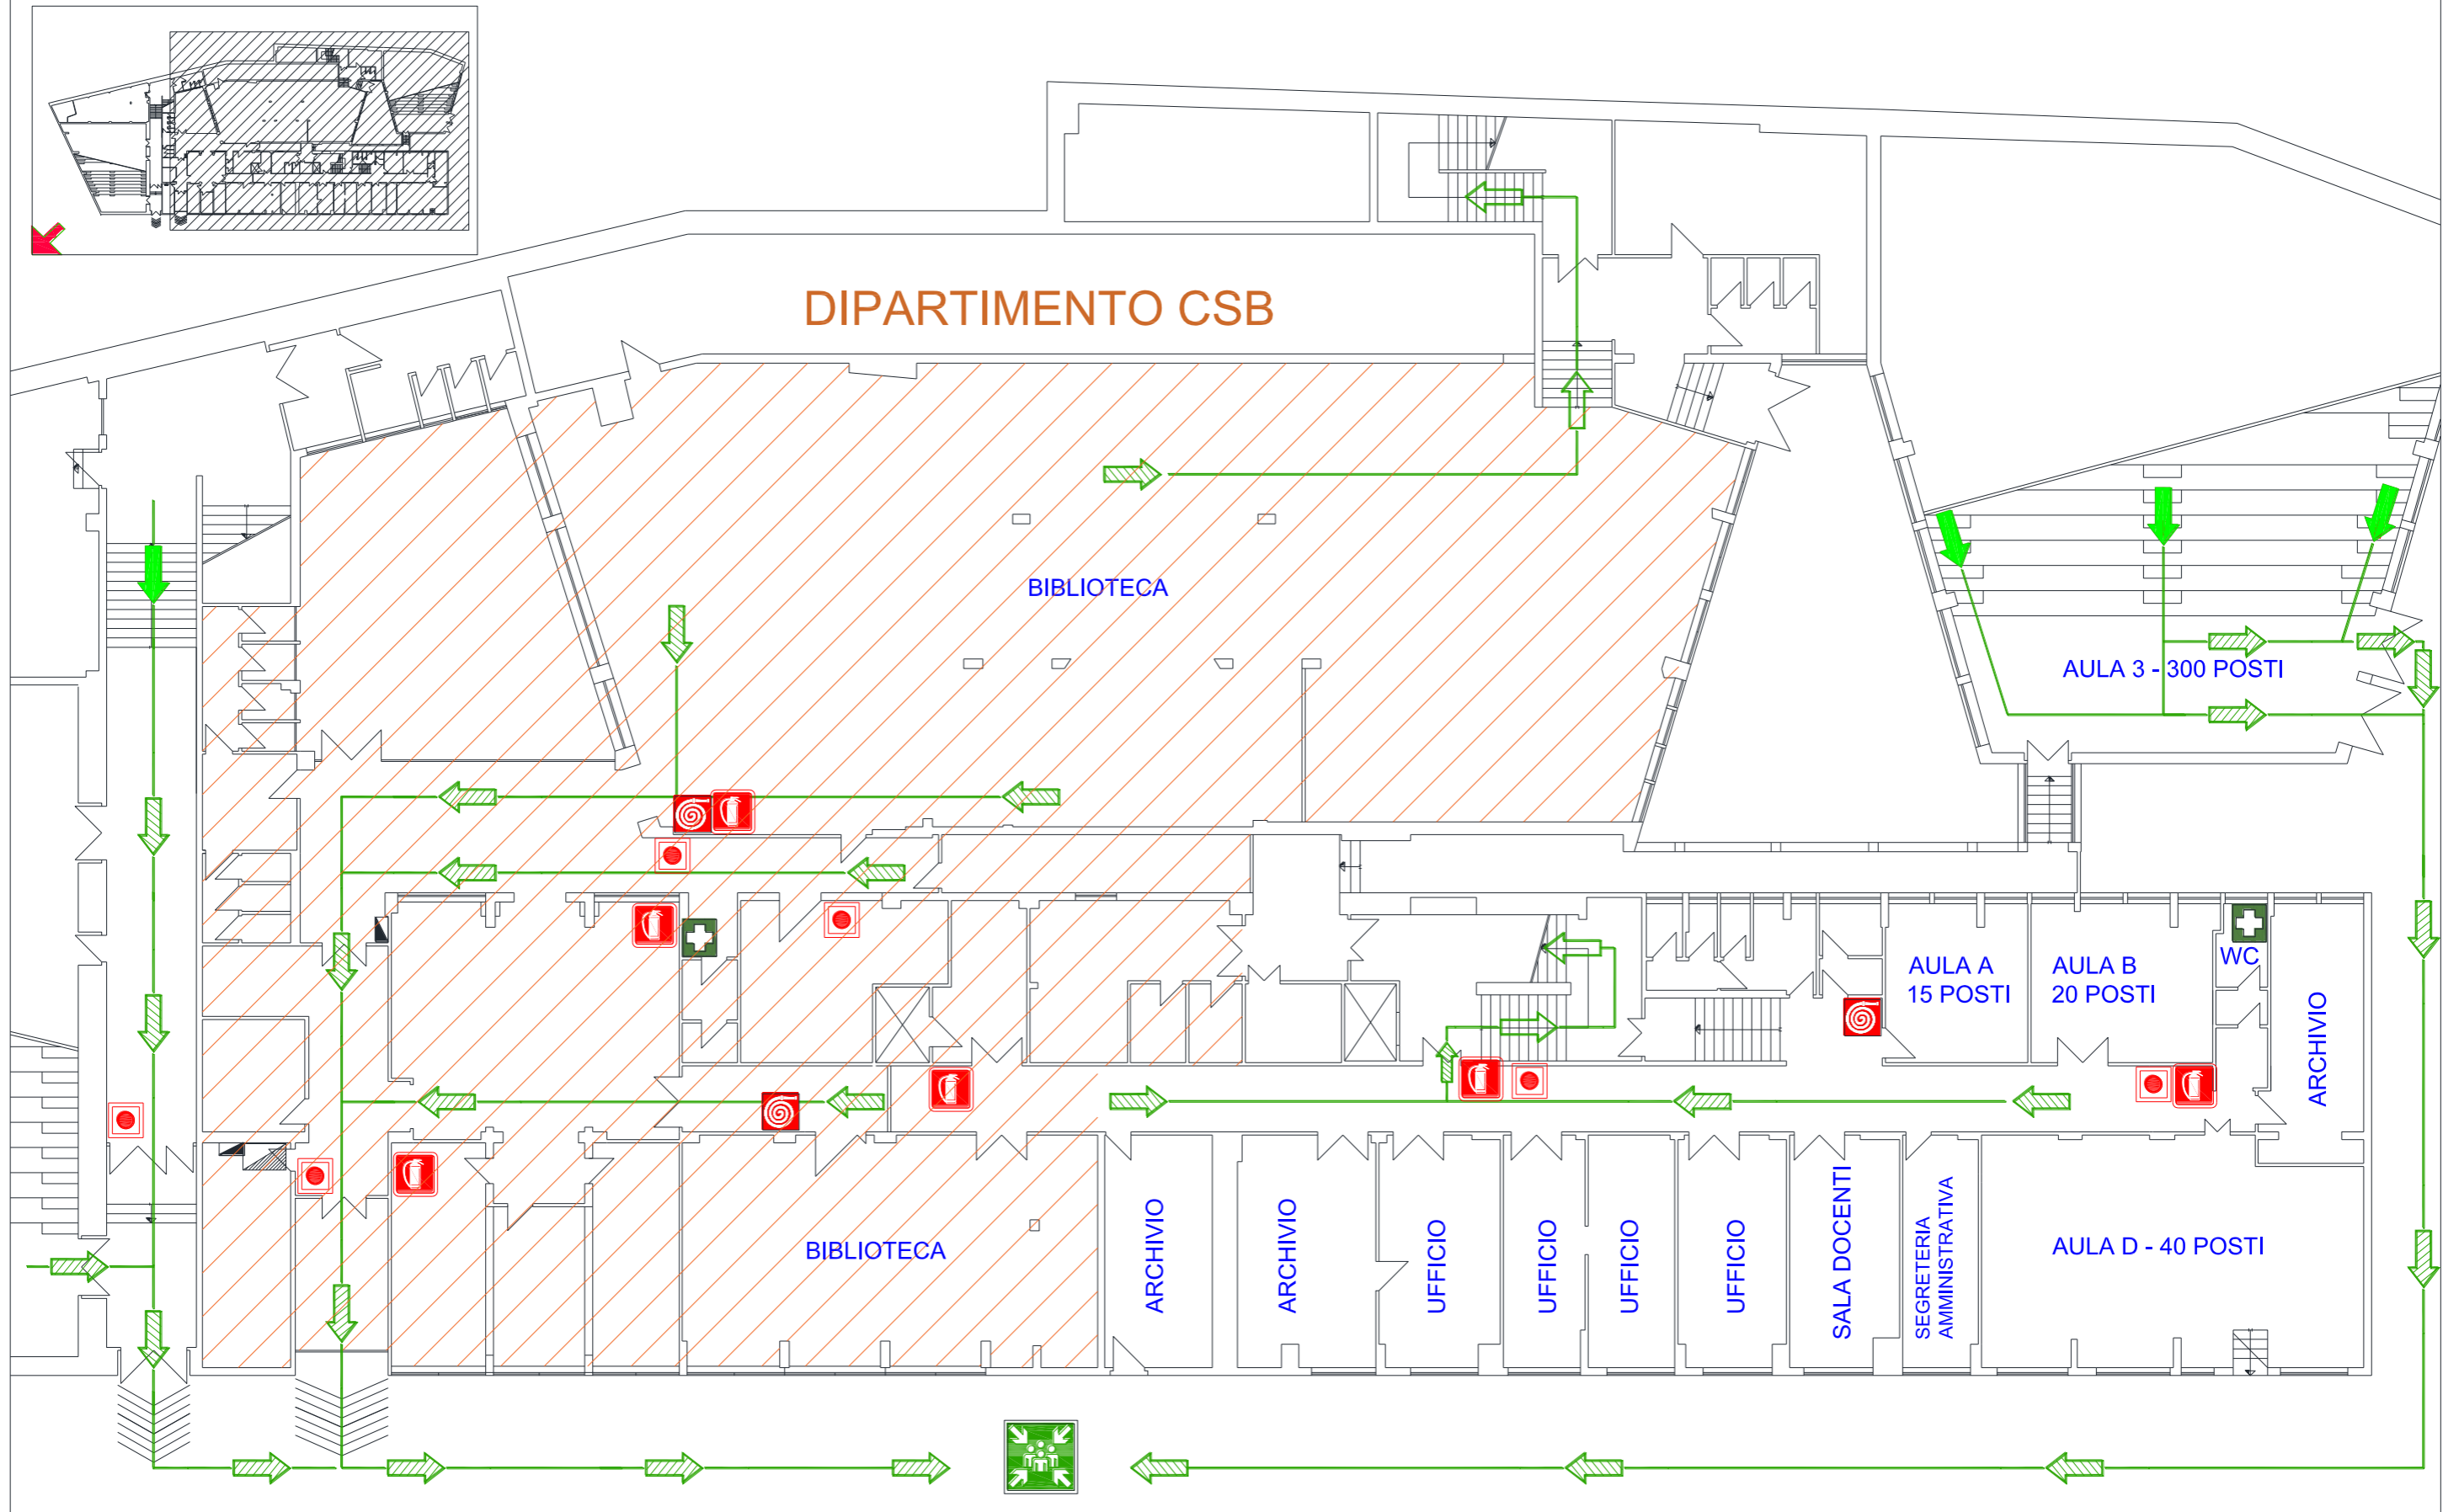 DIPARTIMENTO CSB
BIBLIOTECA
AULA 3 - 300 POSTI
AULA A
15 POSTI
AULA B
20 POSTI
WC
ARCHIVIO
BIBLIOTECA
ARCHIVIO
ARCHIVIO
UFFICIO
UFFICIO
UFFICIO
UFFICIO
SALA DOCENTI
SEGRETERIA
AMMINISTRATIVA
AULA D - 40 POSTI